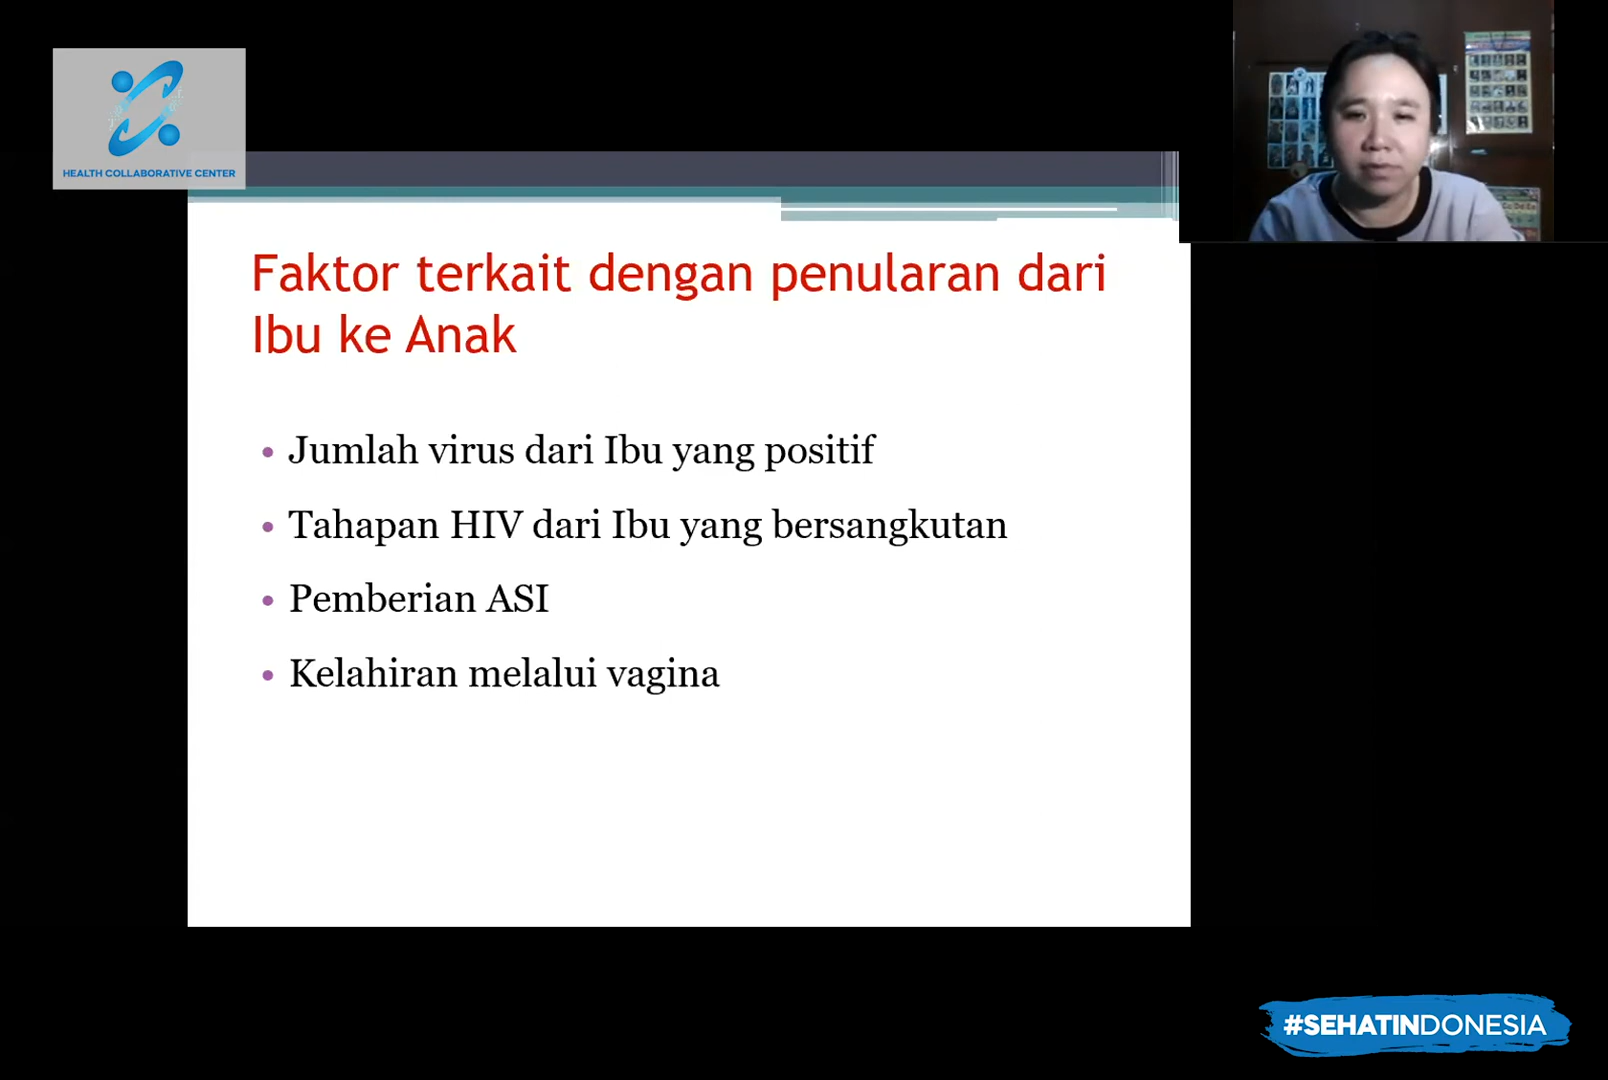 HEALTH COLLABORATIVE CENTER
Faktor terkait dengan penularan dari
Ibu ke Anak
• Jumlah virus dari Ibu yang positif
• Tahapan HIV dari Ibu yang bersangkutan
• Pemberian ASI
• Kelahiran melalui vagina
#SEHATINDONESIA